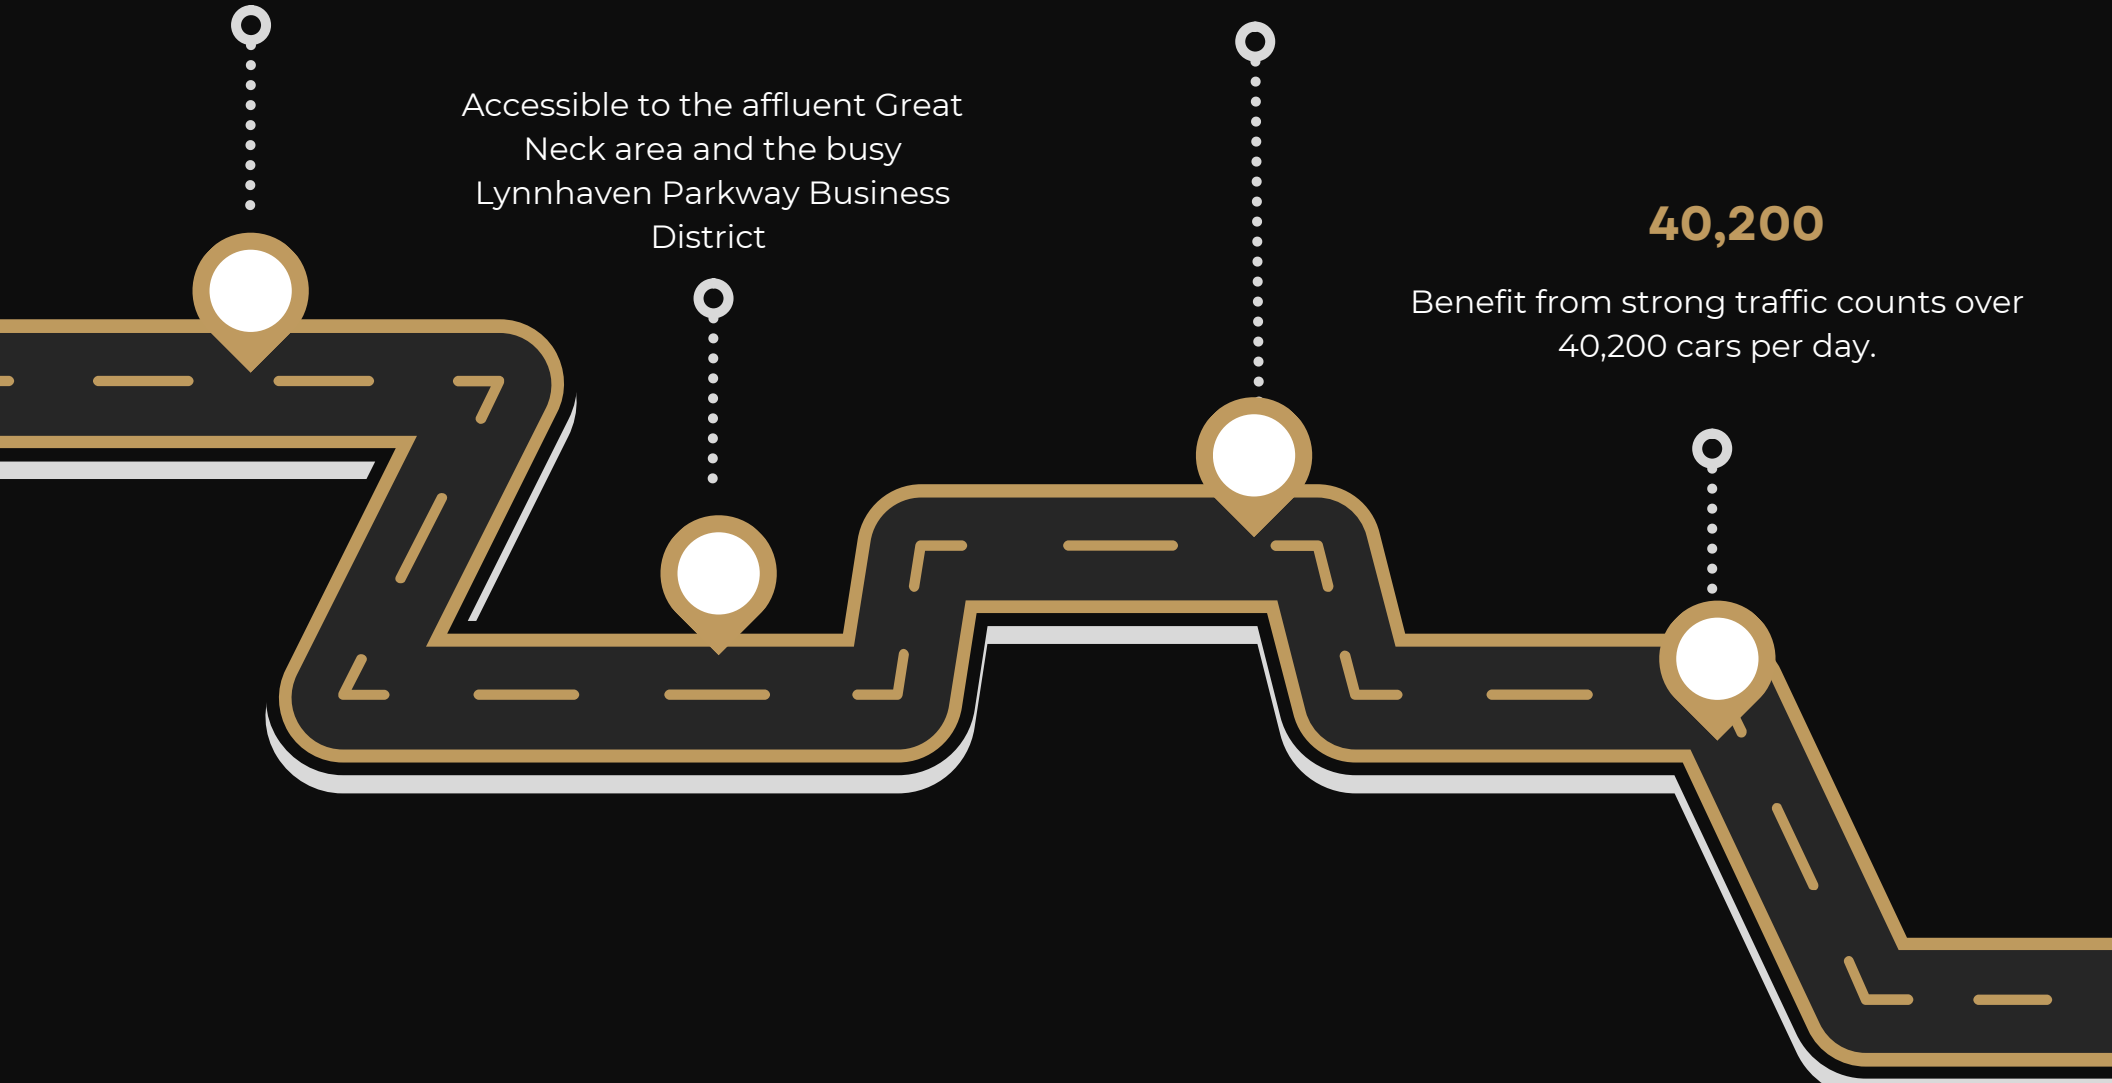 Accessible to the affluent Great
Neck area and the busy
Lynnhaven Parkway Business
District
40,200
Benefit from strong traffic counts over
40,200 cars per day.